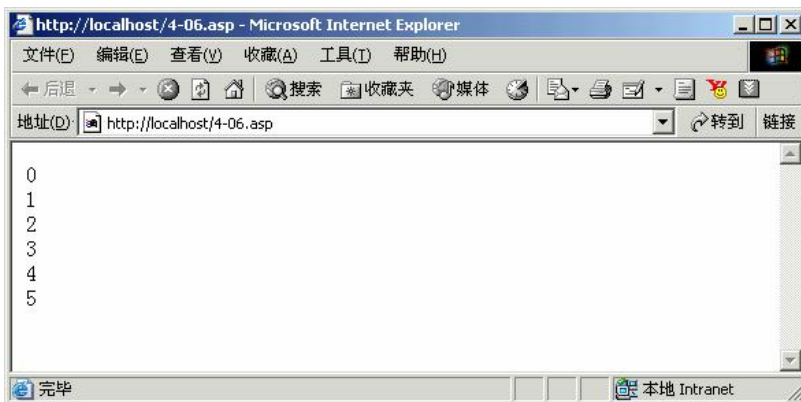 http://localhost/4-06.asp - Microsoft Internet Explorer
文件(F) 编辑(E) 查看(V) 收藏(A) 工具(T) 帮助(H)
后退 搜索 收藏夹 媒体
地址(D) http://localhost/4-06.asp 转到 链接
0
1
2
3
4
5
完毕 本地 Intranet